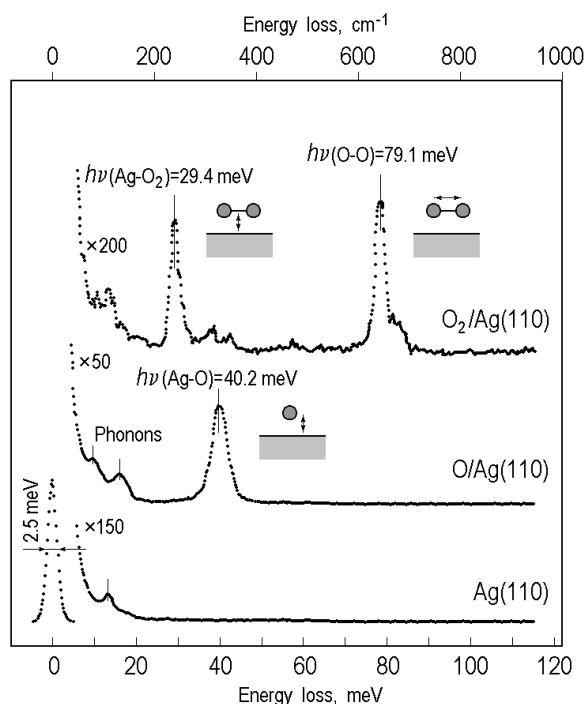 Energy loss, cm⁻¹
0 200 400 600 800 1000
hν(O-O)=79.1 meV
hν(Ag-O₂)=29.4 meV
×200
O₂/Ag(110)
×50
hν(Ag-O)=40.2 meV
Phonons
O/Ag(110)
2.5 meV
×150
Ag(110)
0 20 40 60 80 100 120
Energy loss, meV